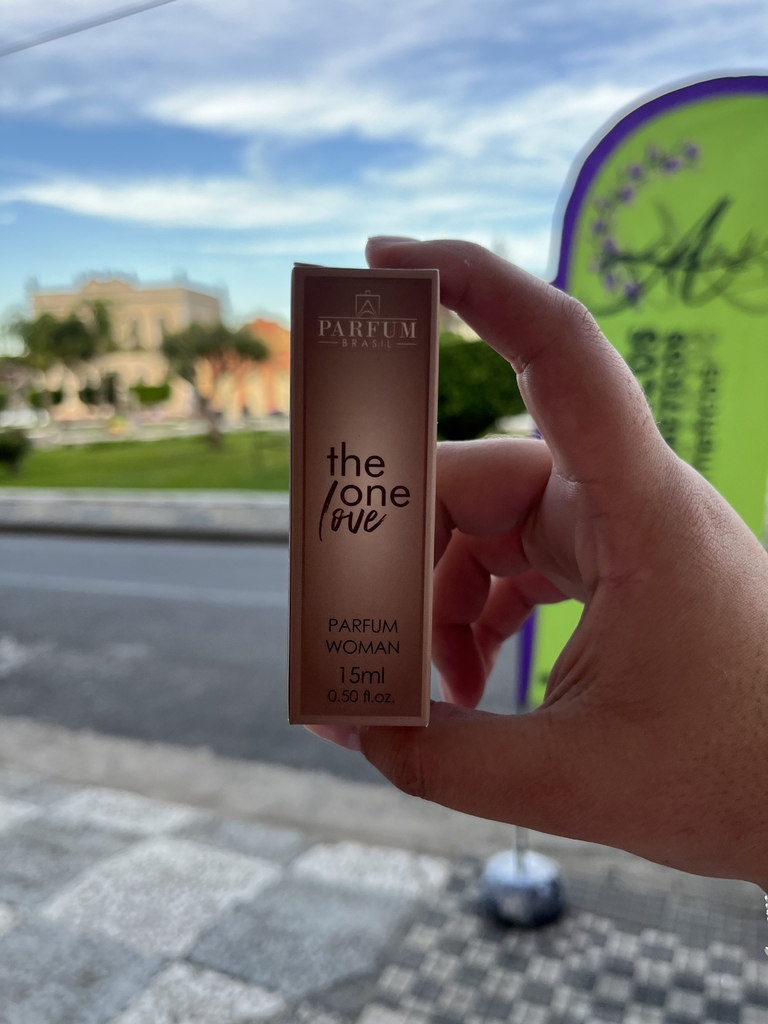 PARFUM
BRASIL
the
one
love
PARFUM
WOMAN
15ml
0.50 fl.oz.